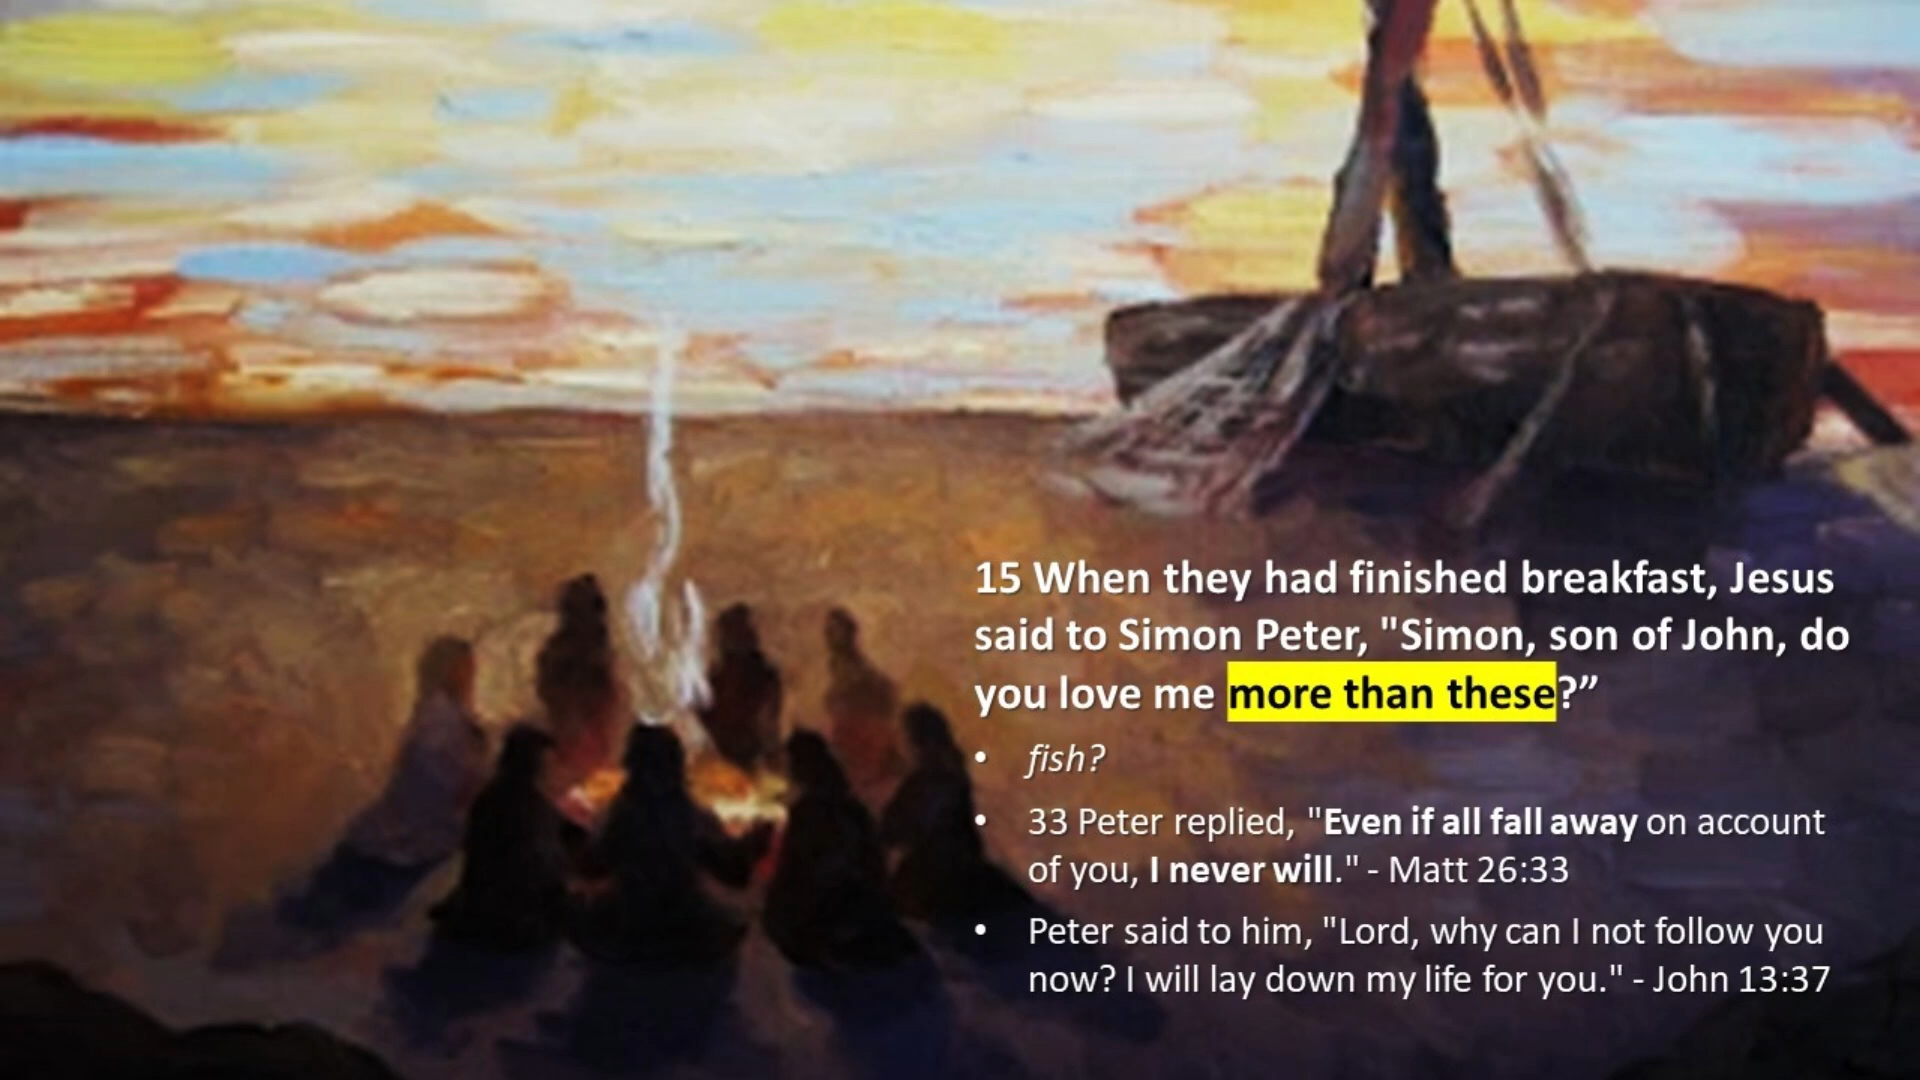 15 When they had finished breakfast, Jesus
said to Simon Peter, "Simon, son of John, do
you love me more than these?”
• fish?
• 33 Peter replied, "Even if all fall away on account
of you, I never will." - Matt 26:33
• Peter said to him, "Lord, why can I not follow you
now? I will lay down my life for you." - John 13:37